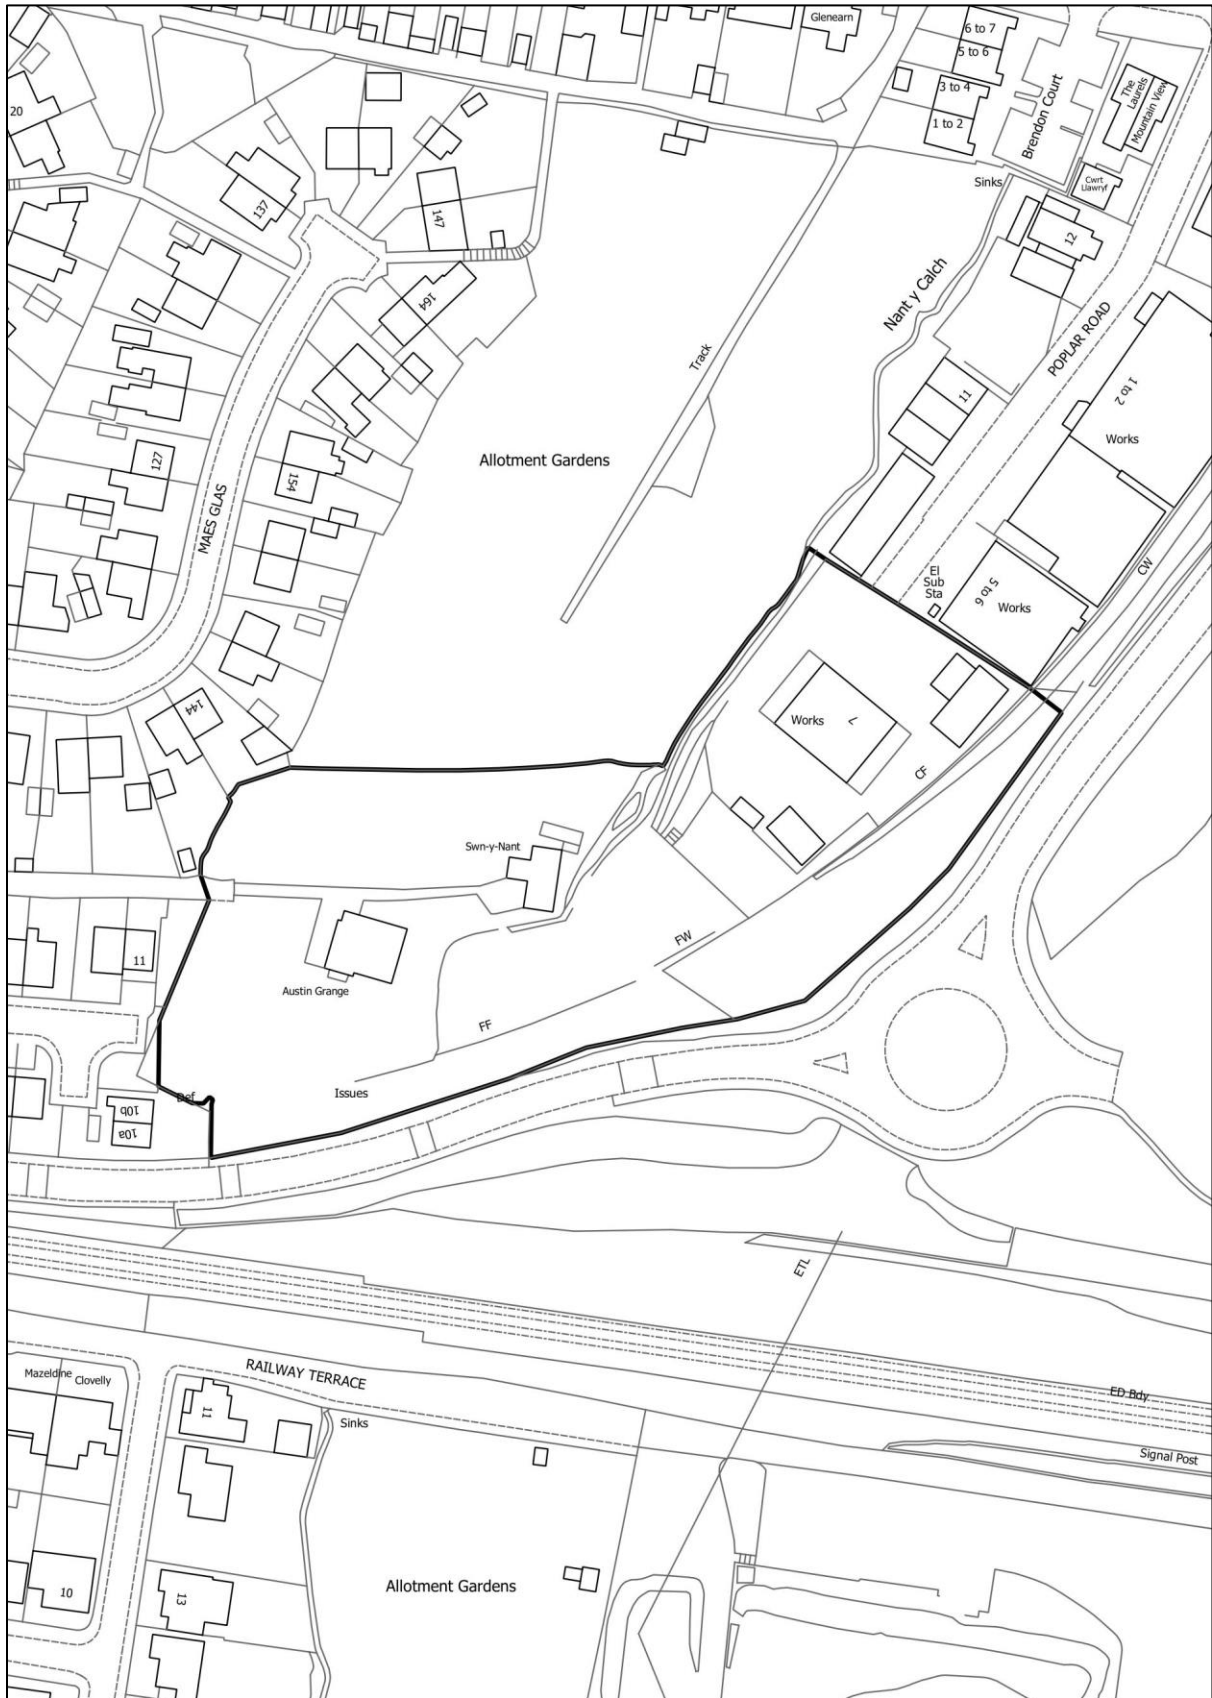 Glenearn
6 to 7
5 to 6
3 to 4
1 to 2
Brendon Court
The
Laurels
Mountain View
20
Sinks
Cwrt
Llawryf
137
147
12
164
Nant y Calch
POPLAR ROAD
Track
1 to 2
11
Works
Allotment Gardens
127
154
MAES GLAS
CW
El
Sub
Sta
5 to 6
Works
144
Works
7
CF
Swn-y-Nant
FW
11
Austin Grange
FF
Issues
Def
10b
10a
ETL
RAILWAY TERRACE
Mazeldine
Clovelly
ED Bdy
11
Sinks
Signal Post
Allotment Gardens
10
13